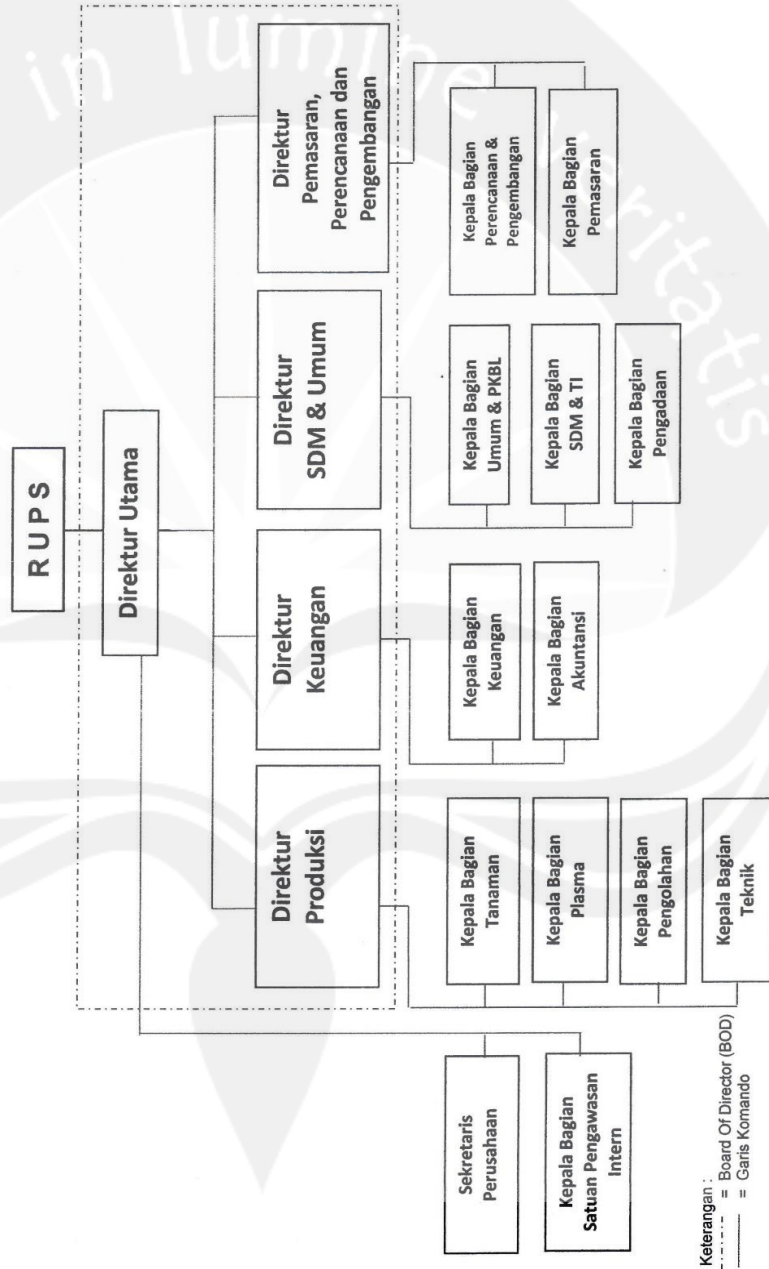 in lumine veritatis
R U P S
Direktur Utama
Direktur
Produksi
Direktur
Keuangan
Direktur
SDM & Umum
Direktur
Pemasaran,
Perencanaan dan
Pengembangan
Sekretaris
Perusahaan
Kepala Bagian
Satuan Pengawasan
Intern
Kepala Bagian
Tanaman
Kepala Bagian
Plasma
Kepala Bagian
Pengolahan
Kepala Bagian
Teknik
Kepala Bagian
Keuangan
Kepala Bagian
Akuntansi
Kepala Bagian
Umum & PKBL
Kepala Bagian
SDM & TI
Kepala Bagian
Pengadaan
Kepala Bagian
Perencanaan &
Pengembangan
Kepala Bagian
Pemasaran
Keterangan :
= Board Of Director (BOD)
= Garis Komando